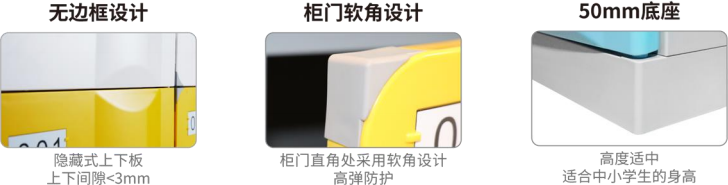 无边框设计
隐藏式上下板
上下间隙<3mm
柜门软角设计
柜门直角处采用软角设计
高弹防护
50mm底座
高度适中
适合中小学生的身高